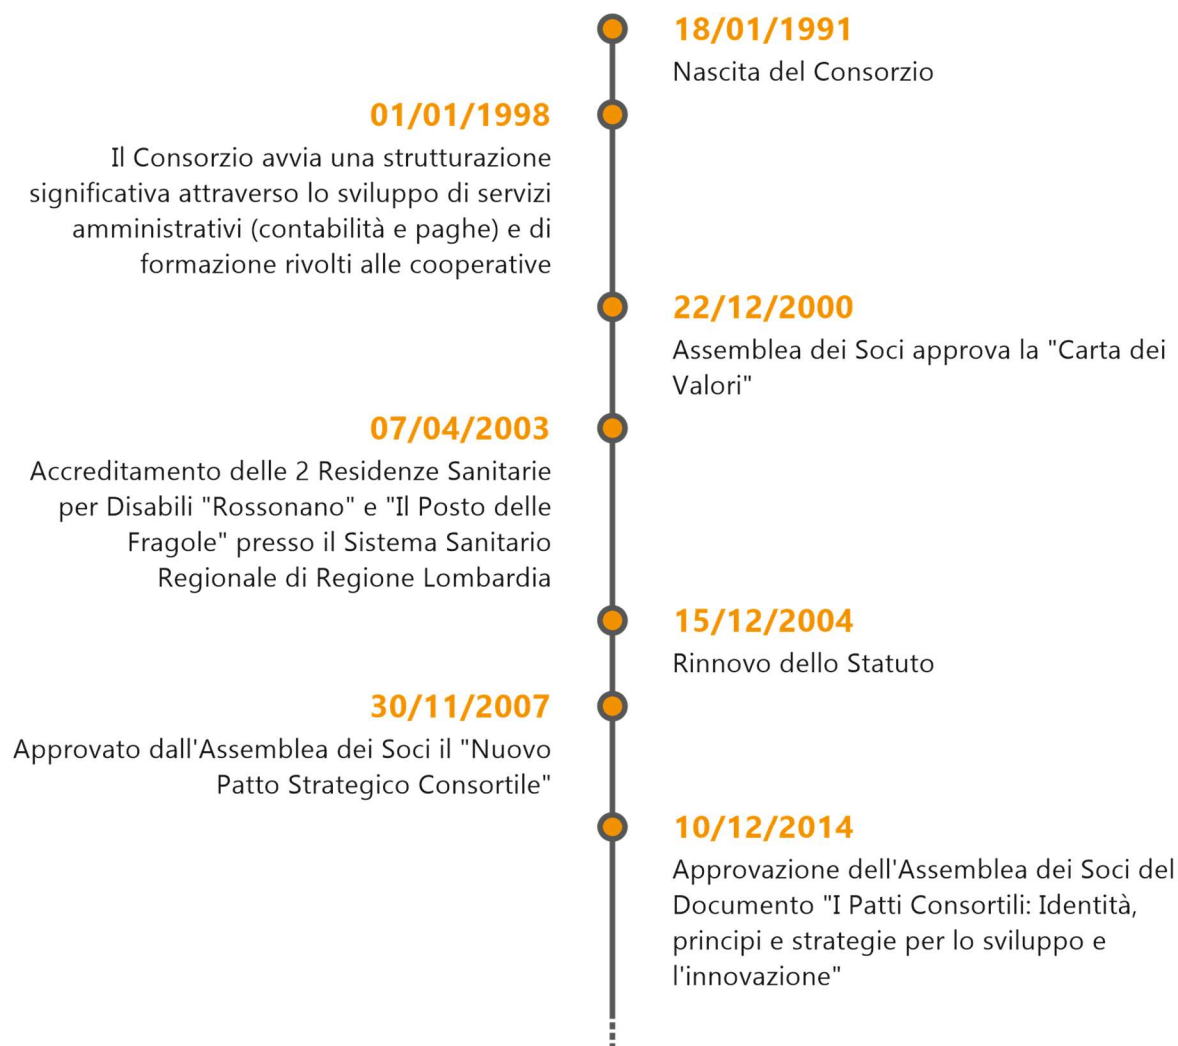 18/01/1991
Nascita del Consorzio
01/01/1998
Il Consorzio avvia una strutturazione
significativa attraverso lo sviluppo di servizi
amministrativi (contabilità e paghe) e di
formazione rivolti alle cooperative
22/12/2000
Assemblea dei Soci approva la "Carta dei
Valori"
07/04/2003
Accreditamento delle 2 Residenze Sanitarie
per Disabili "Rossonano" e "Il Posto delle
Fragole" presso il Sistema Sanitario
Regionale di Regione Lombardia
15/12/2004
Rinnovo dello Statuto
30/11/2007
Approvato dall'Assemblea dei Soci il "Nuovo
Patto Strategico Consortile"
10/12/2014
Approvazione dell'Assemblea dei Soci del
Documento "I Patti Consortili: Identità,
principi e strategie per lo sviluppo e
l'innovazione"